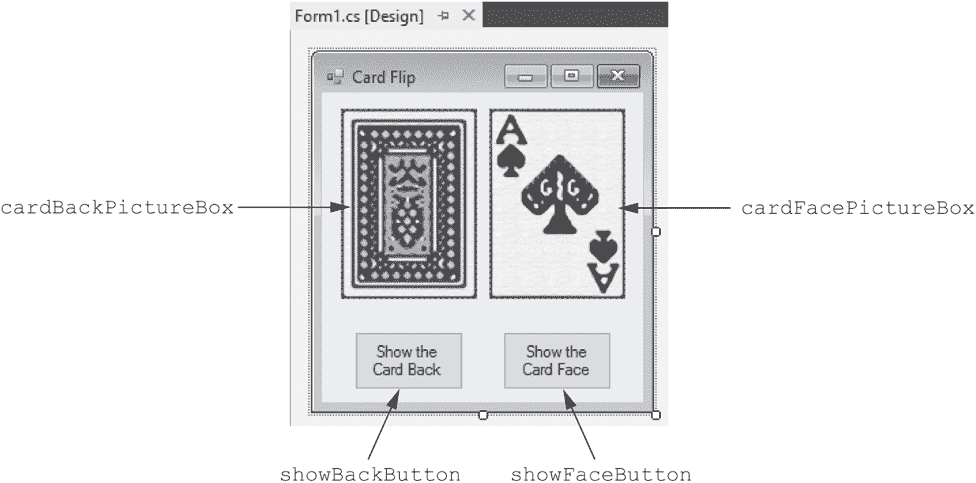 Form1.cs [Design]
Card Flip
A
G G
A
cardBackPictureBox
cardFacePictureBox
Show the
Card Back
Show the
Card Face
showBackButton
showFaceButton